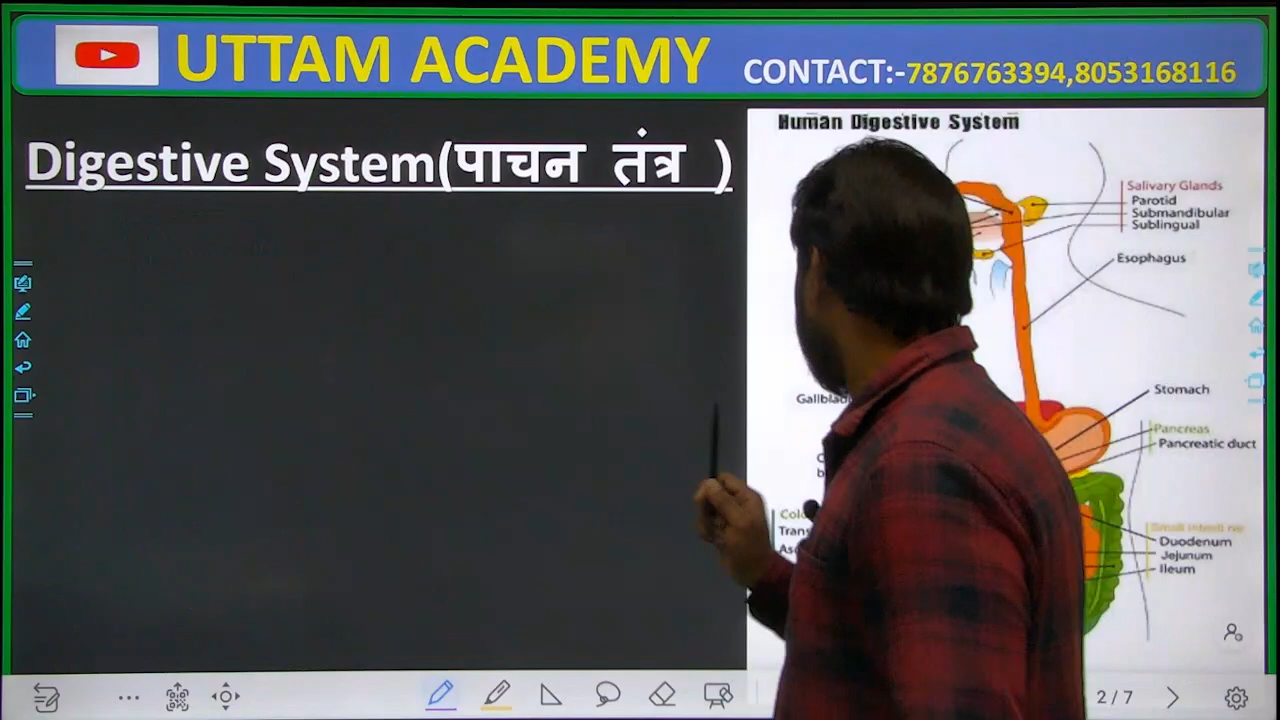 UTTAM ACADEMY
CONTACT:-7876763394,8053168116
Digestive System(पाचन तंत्र )
Human Digestive System
Salivary Glands
Parotid
Submandibular
Sublingual
Esophagus
Stomach
Pancreas
Pancreatic duct
Duodenum
Jejunum
Ileum
2/7